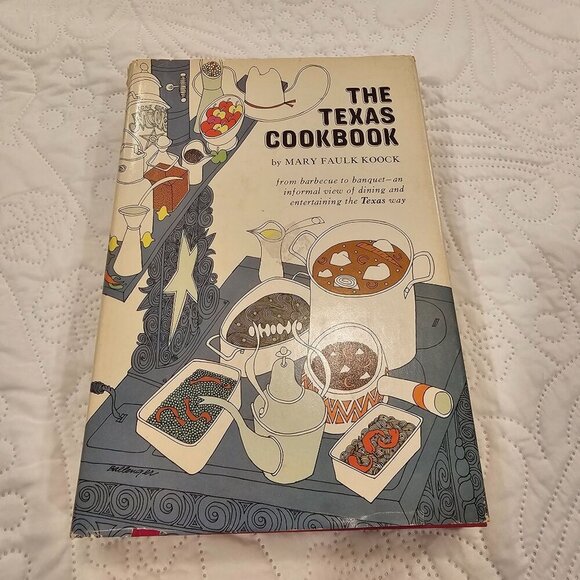 THE
TEXAS
COOKBOOK
by MARY FAULK KOOCK
from barbecue to banquet—an
informal view of dining and
entertaining the Texas way